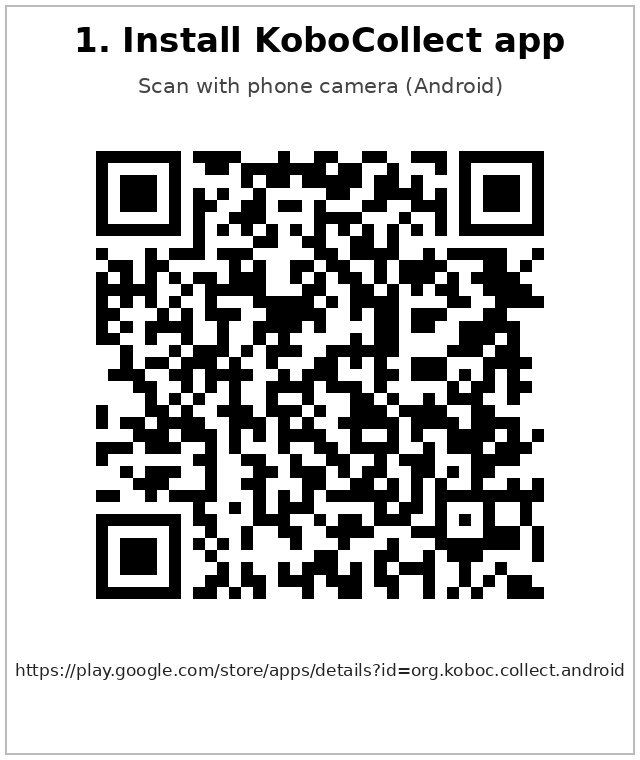 1. Install KoboCollect app
Scan with phone camera (Android)
https://play.google.com/store/apps/details?id=org.koboc.collect.android